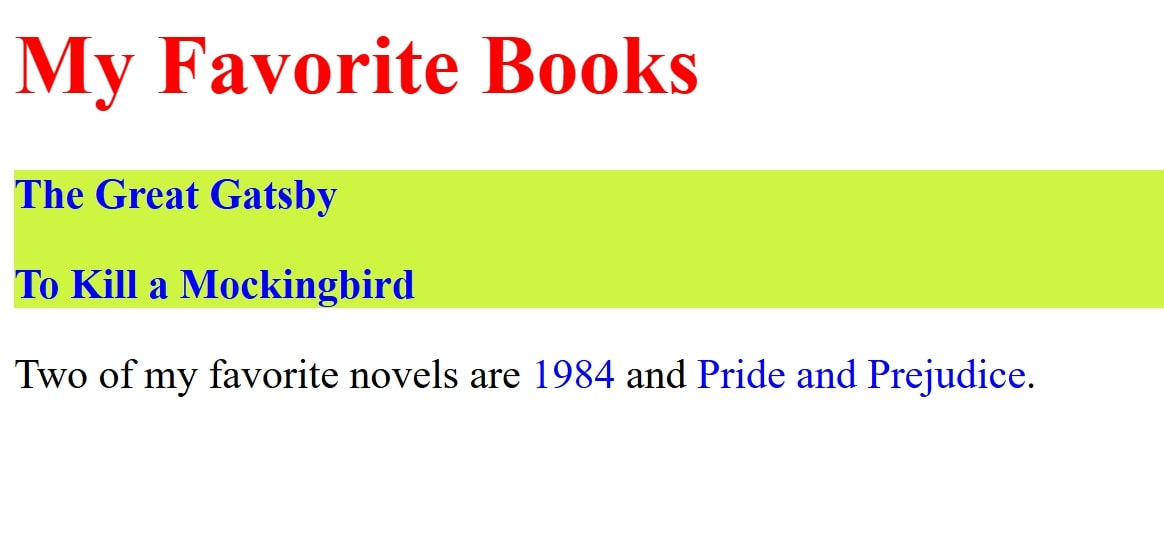 My Favorite Books
The Great Gatsby
To Kill a Mockingbird
Two of my favorite novels are 1984 and Pride and Prejudice.